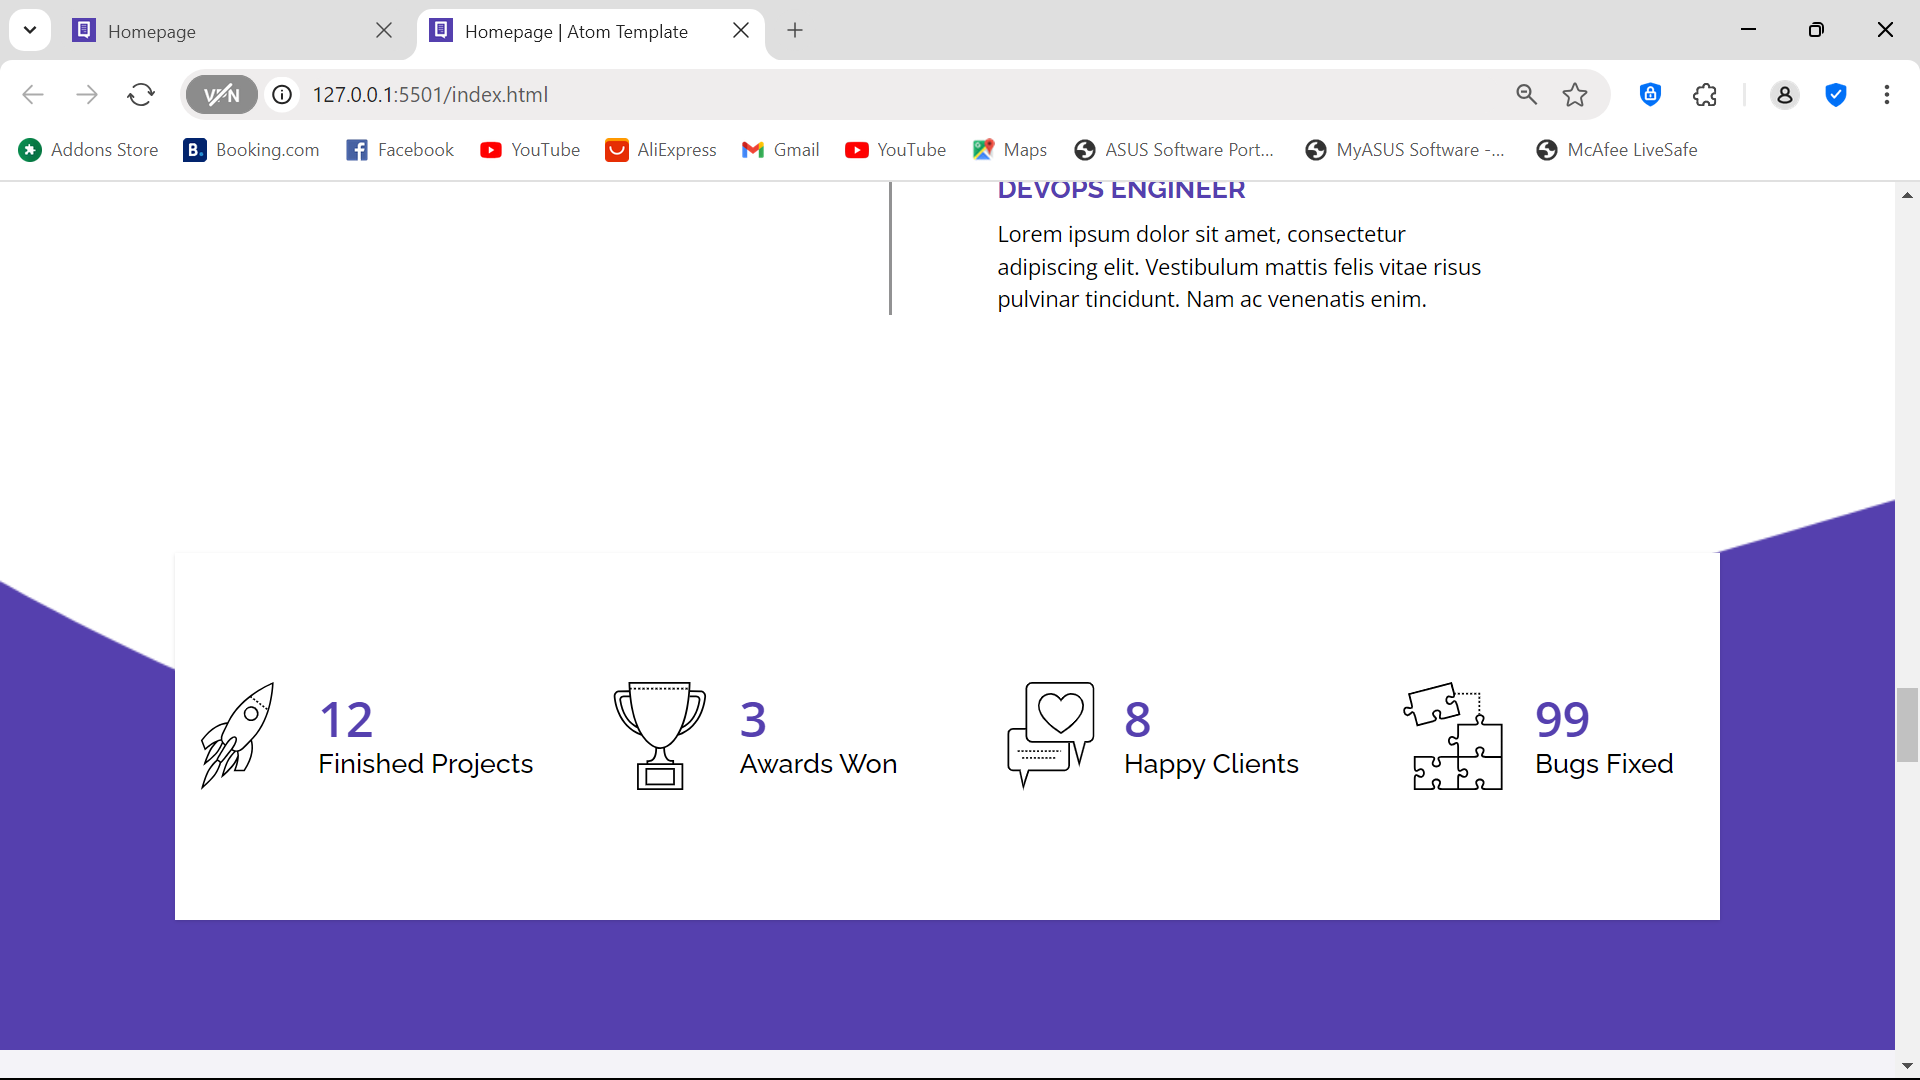 Homepage
Homepage | Atom Template
VPN
127.0.0.1:5501/index.html
Addons Store
B.
Booking.com
Facebook
YouTube
AliExpress
Gmail
YouTube
Maps
ASUS Software Port...
MyASUS Software -...
McAfee LiveSafe
DEVOPS ENGINEER
Lorem ipsum dolor sit amet, consectetur
adipiscing elit. Vestibulum mattis felis vitae risus
pulvinar tincidunt. Nam ac venenatis enim.
12
Finished Projects
3
Awards Won
8
Happy Clients
99
Bugs Fixed